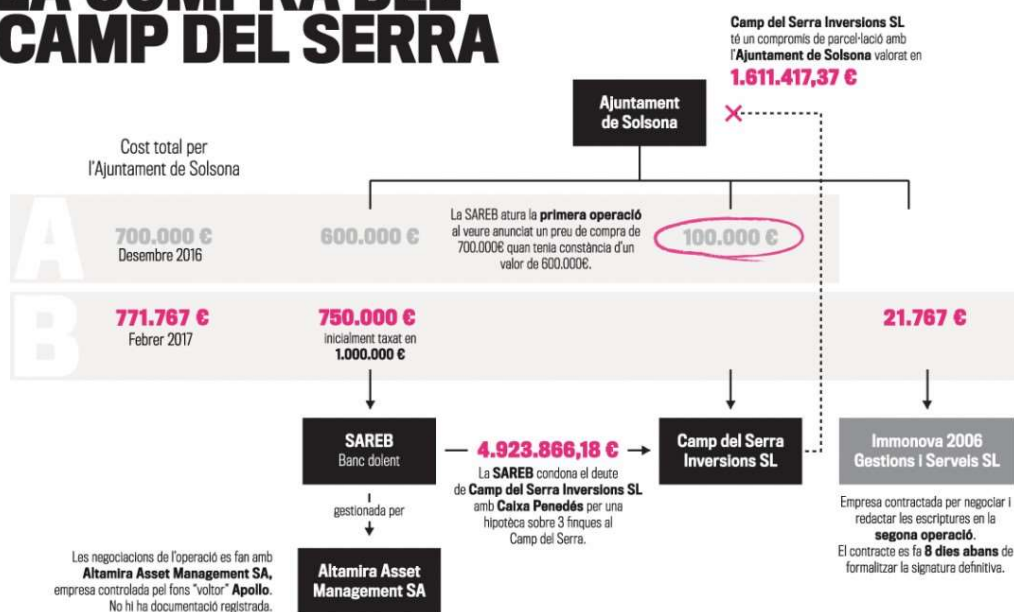 LA COMPRA DEL
CAMP DEL SERRA
Camp del Serra Inversions SL
té un compromís de parcel·lació amb
l'Ajuntament de Solsona valorat en
1.611.417,37 €
Ajuntament
de Solsona
Cost total per
l'Ajuntament de Solsona
A
700.000 €
Desembre 2016
600.000 €
La SAREB atura la primera operació
al veure anunciat un preu de compra de
700.000€ quan tenia constància d'un
valor de 600.000€.
100.000 €
B
771.767 €
Febrer 2017
750.000 €
inicialment taxat en
1.000.000 €
21.767 €
SAREB
Banc dolent
4.923.866,18 €
La SAREB condona el deute
de Camp del Serra Inversions SL
amb Caixa Penedés per una
hipotèca sobre 3 finques al
Camp del Serra.
Camp del Serra
Inversions SL
Immonova 2006
Gestions i Serveis SL
Empresa contractada per negociar i
redactar les escriptures en la
segona operació.
El contracte es fa 8 dies abans de
formalitzar la signatura definitiva.
gestionada per
Les negociacions de l'operació es fan amb
Altamira Asset Management SA,
empresa controlada pel fons "voltor" Apollo.
No hi ha documentació registrada.
Altamira Asset
Management SA